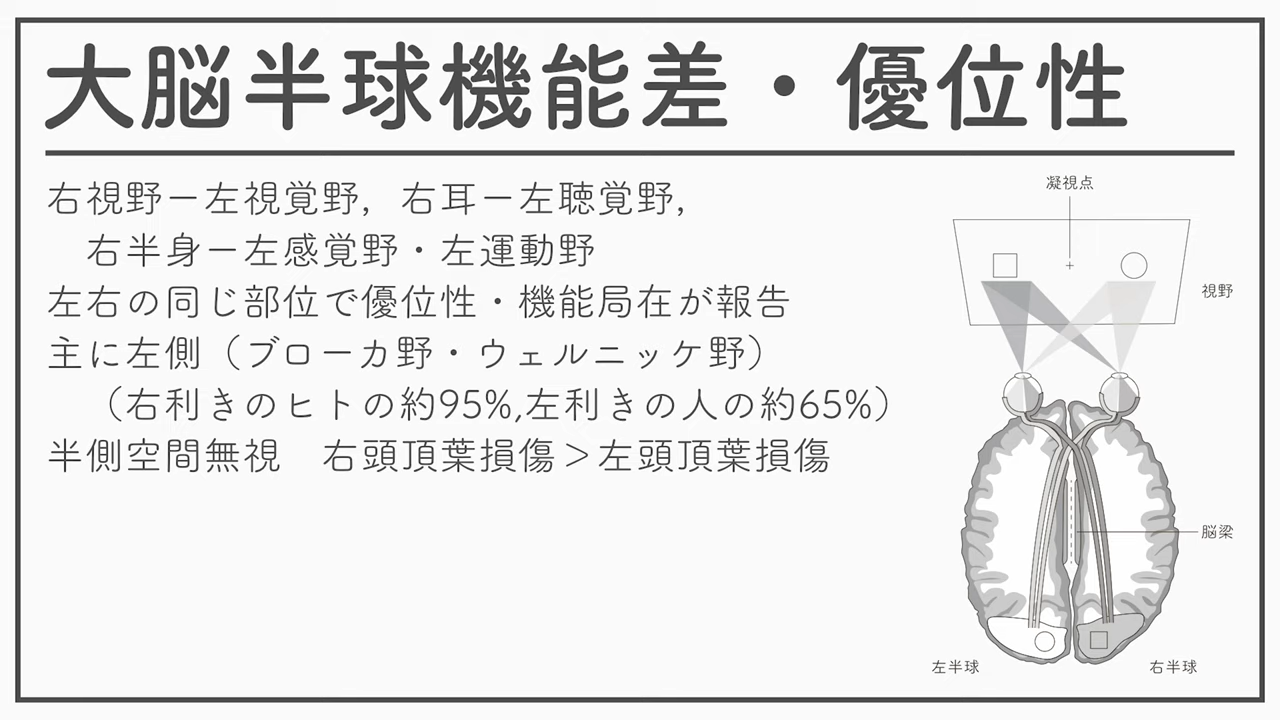 大脳半球機能差・優位性
右視野ー左視覚野，右耳ー左聴覚野，
右半身ー左感覚野・左運動野
左右の同じ部位で優位性・機能局在が報告
主に左側（ブローカ野・ウェルニッケ野）
（右利きのヒトの約95%,左利きの人の約65%）
半側空間無視　右頭頂葉損傷＞左頭頂葉損傷
凝視点
視野
脳梁
左半球
右半球